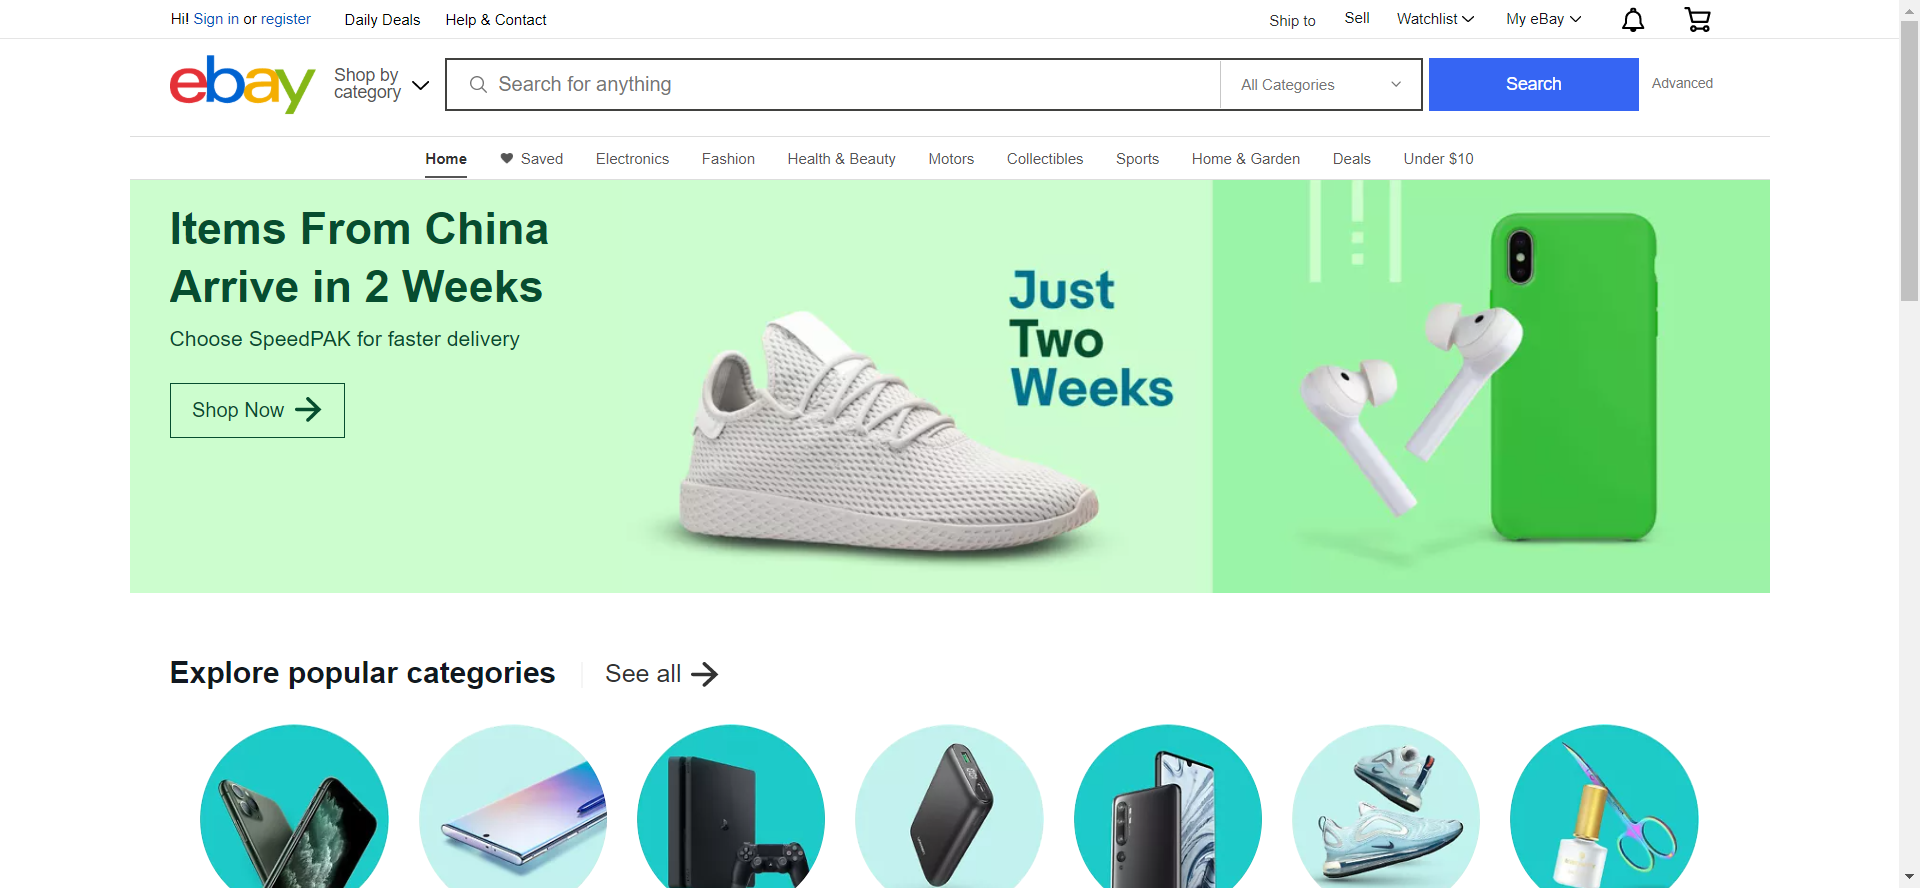 Hi! Sign in or register Daily Deals Help & Contact Ship to Sell Watchlist My eBay
ebay
Shop by
category
Search for anything
All Categories
Search
Advanced
Home Saved Electronics Fashion Health & Beauty Motors Collectibles Sports Home & Garden Deals Under $10
Items From China
Arrive in 2 Weeks
Choose SpeedPAK for faster delivery
Shop Now
Just
Two
Weeks
Explore popular categories
See all